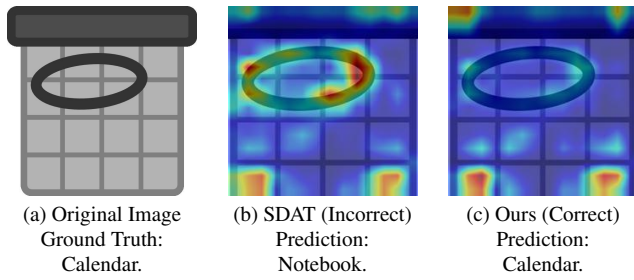 (a) Original Image
Ground Truth:
Calendar.
(b) SDAT (Incorrect)
Prediction:
Notebook.
(c) Ours (Correct)
Prediction:
Calendar.